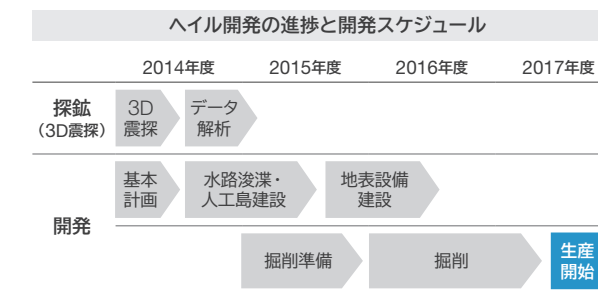 ヘイル開発の進捗と開発スケジュール
2014年度 2015年度 2016年度 2017年度
探鉱
（3D震探）
3D
震探
データ
解析
開発
基本
計画
水路浚渫・
人工島建設
地表設備
建設
掘削準備
掘削
生産
開始